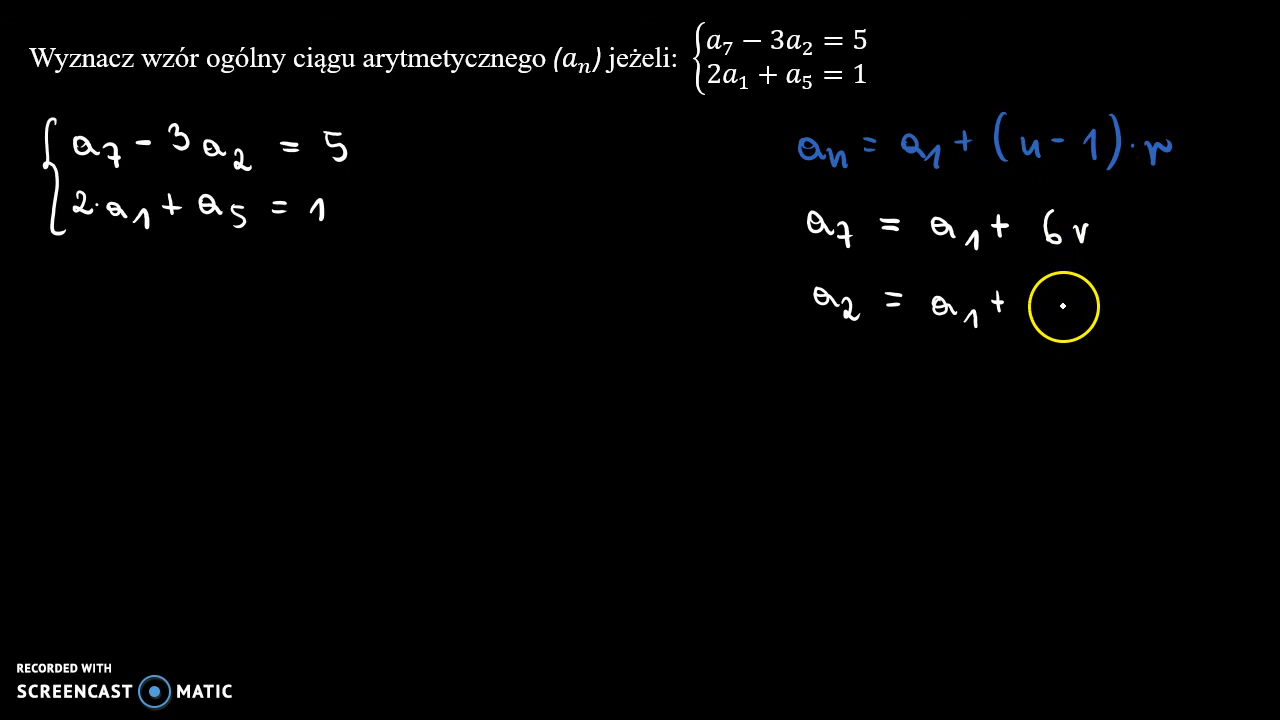 Wyznacz wzór ogólny ciągu arytmetycznego (aₙ) jeżeli: {a₇ − 3a₂ = 5
2a₁ + a₅ = 1
{a₇ - 3a₂ = 5
2·a₁ + a₅ = 1
aₙ = a₁ + (n - 1)·r
a₇ = a₁ + 6r
a₂ = a₁ +
RECORDED WITH
SCREENCAST MATIC